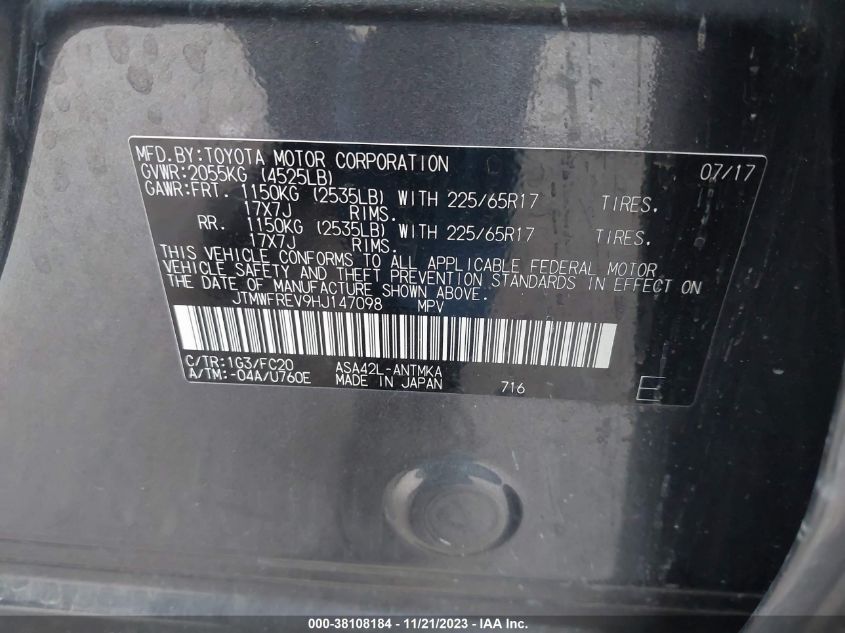 MFD.BY:TOYOTA MOTOR CORPORATION 07/17
GVWR:2055KG (4525LB)
GAWR:FRT. 1150KG (2535LB) WITH 225/65R17 TIRES.
17X7J RIMS.
RR. 1150KG (2535LB) WITH 225/65R17 TIRES.
17X7J RIMS.
THIS VEHICLE CONFORMS TO ALL APPLICABLE FEDERAL MOTOR
VEHICLE SAFETY AND THEFT PREVENTION STANDARDS IN EFFECT ON
THE DATE OF MANUFACTURE SHOWN ABOVE.
JTMWFREV9HJ147098 MPV
C/TR:1G3/FC20 ASA42L-ANTMKA
A/TM:-04A/U760E MADE IN JAPAN 716 E
000-38108184 - 11/21/2023 - IAA Inc.